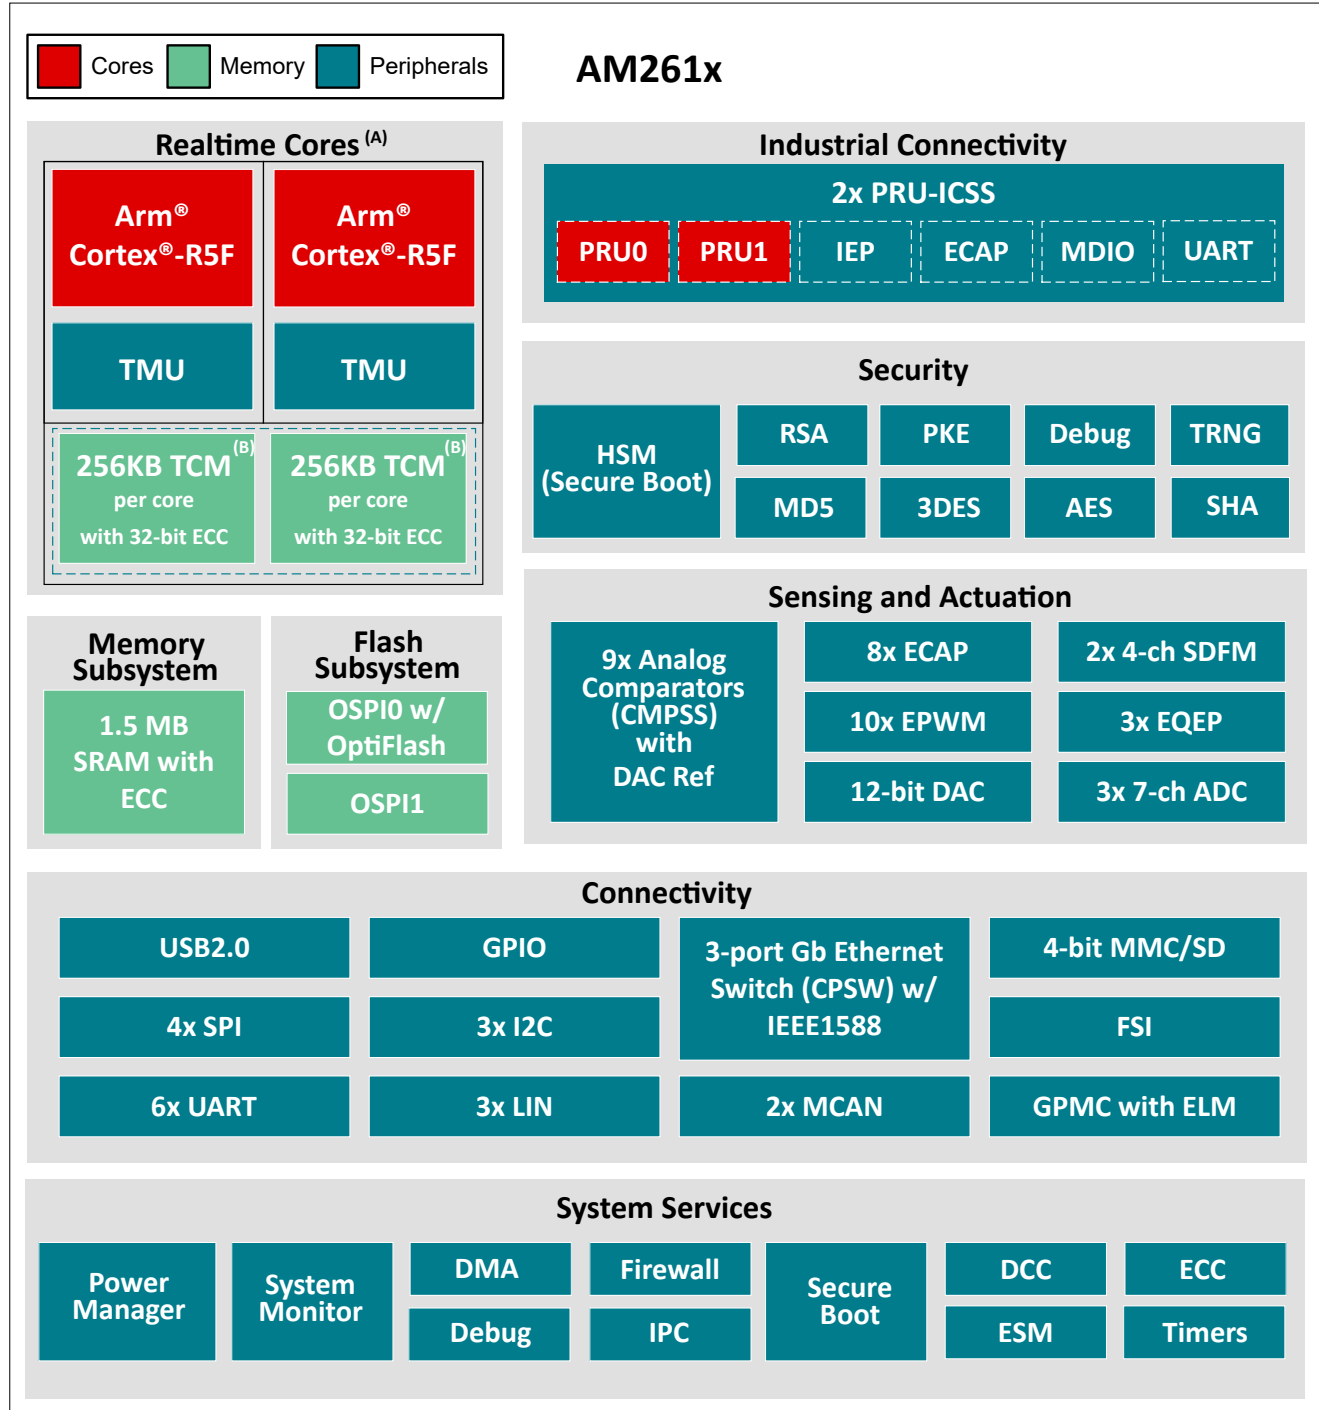 Cores Memory Peripherals
AM261x
Realtime Cores (A)
Arm®
Cortex®-R5F
Arm®
Cortex®-R5F
TMU
TMU
256KB TCM (B)
per core
with 32-bit ECC
256KB TCM (B)
per core
with 32-bit ECC
Industrial Connectivity
2x PRU-ICSS
PRU0 PRU1 IEP ECAP MDIO UART
Security
HSM
(Secure Boot)
RSA PKE Debug TRNG
MD5 3DES AES SHA
Memory
Subsystem
1.5 MB
SRAM with
ECC
Flash
Subsystem
OSPI0 w/
OptiFlash
OSPI1
Sensing and Actuation
9x Analog
Comparators
(CMPSS)
with
DAC Ref
8x ECAP
2x 4-ch SDFM
10x EPWM
3x EQEP
12-bit DAC
3x 7-ch ADC
Connectivity
USB2.0
GPIO
3-port Gb Ethernet
Switch (CPSW) w/
IEEE1588
4-bit MMC/SD
4x SPI
3x I2C
FSI
6x UART
3x LIN
2x MCAN
GPMC with ELM
System Services
Power
Manager
System
Monitor
DMA
Firewall
Debug
IPC
Secure
Boot
DCC
ECC
ESM
Timers